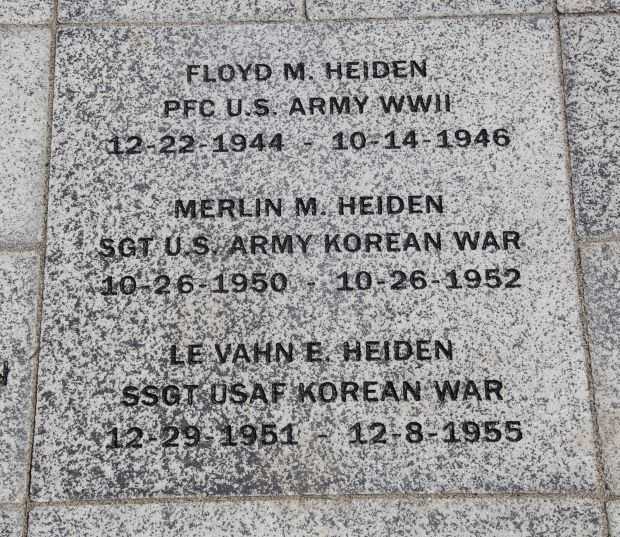 FLOYD M. HEIDEN
PFC U.S. ARMY WWII
12-22-1944 - 10-14-1946
MERLIN M. HEIDEN
SGT U.S. ARMY KOREAN WAR
10-26-1950 - 10-26-1952
LE VAHN E. HEIDEN
SSGT USAF KOREAN WAR
12-29-1951 - 12-8-1955